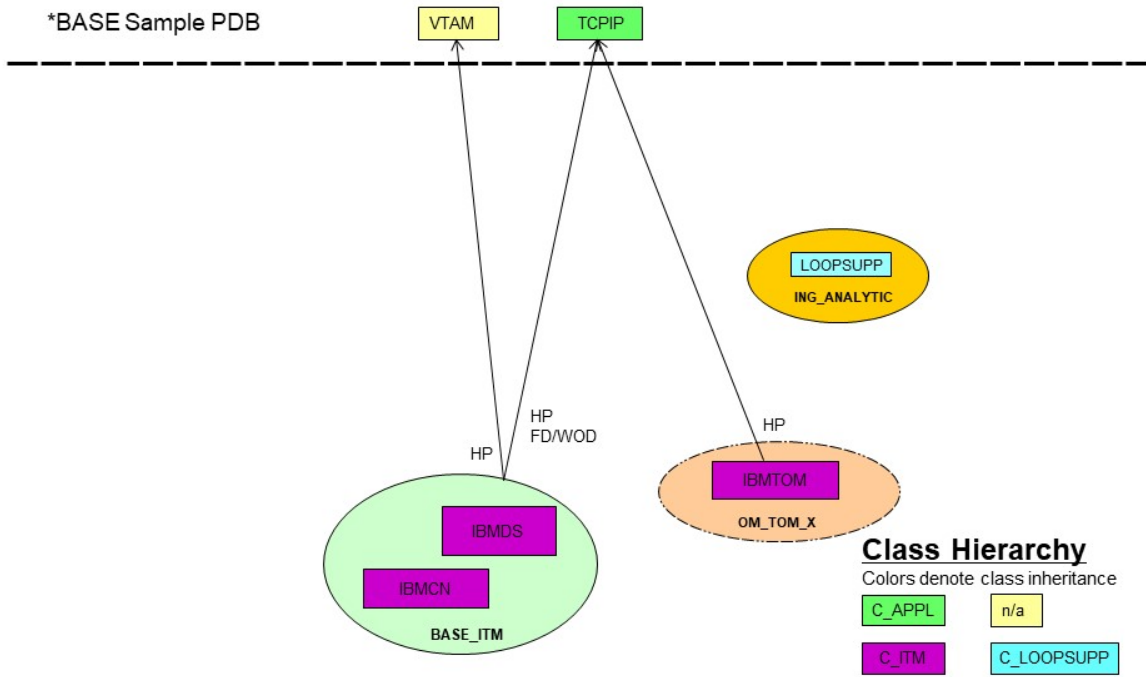 *BASE Sample PDB
VTAM
TCPIP
LOOPSUPP
ING_ANALYTIC
HP
HP
FD/WOD
HP
IBMTOM
OM_TOM_X
IBMDS
IBMCN
BASE_ITM
Class Hierarchy
Colors denote class inheritance
C_APPL
n/a
C_ITM
C_LOOPSUPP